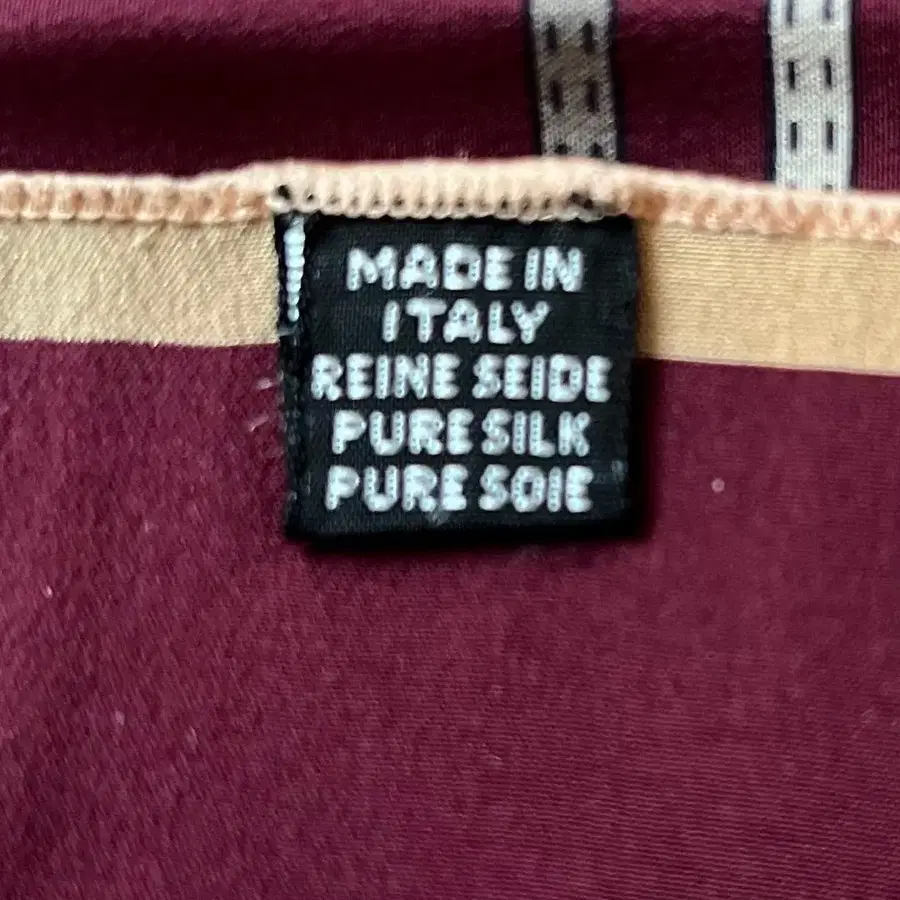 MADE IN
ITALY
REINE SEIDE
PURE SILK
PURE SOIE